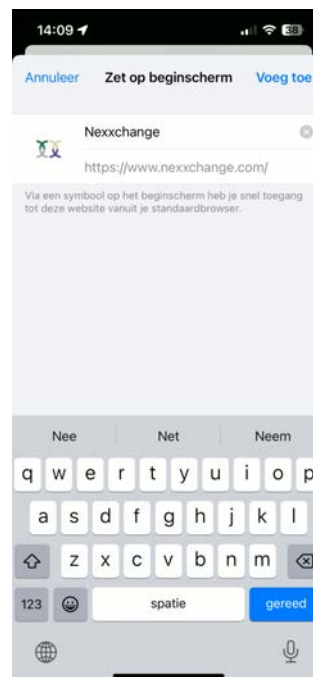 14:09
38
Annuleer Zet op beginscherm Voeg toe
Nexxchange
https://www.nexxchange.com/
Via een symbool op het beginscherm heb je snel toegang
tot deze website vanuit je standaardbrowser.
Nee Net Neem
q w e r t y u i o p
a s d f g h j k l
z x c v b n m
123 spatie gereed